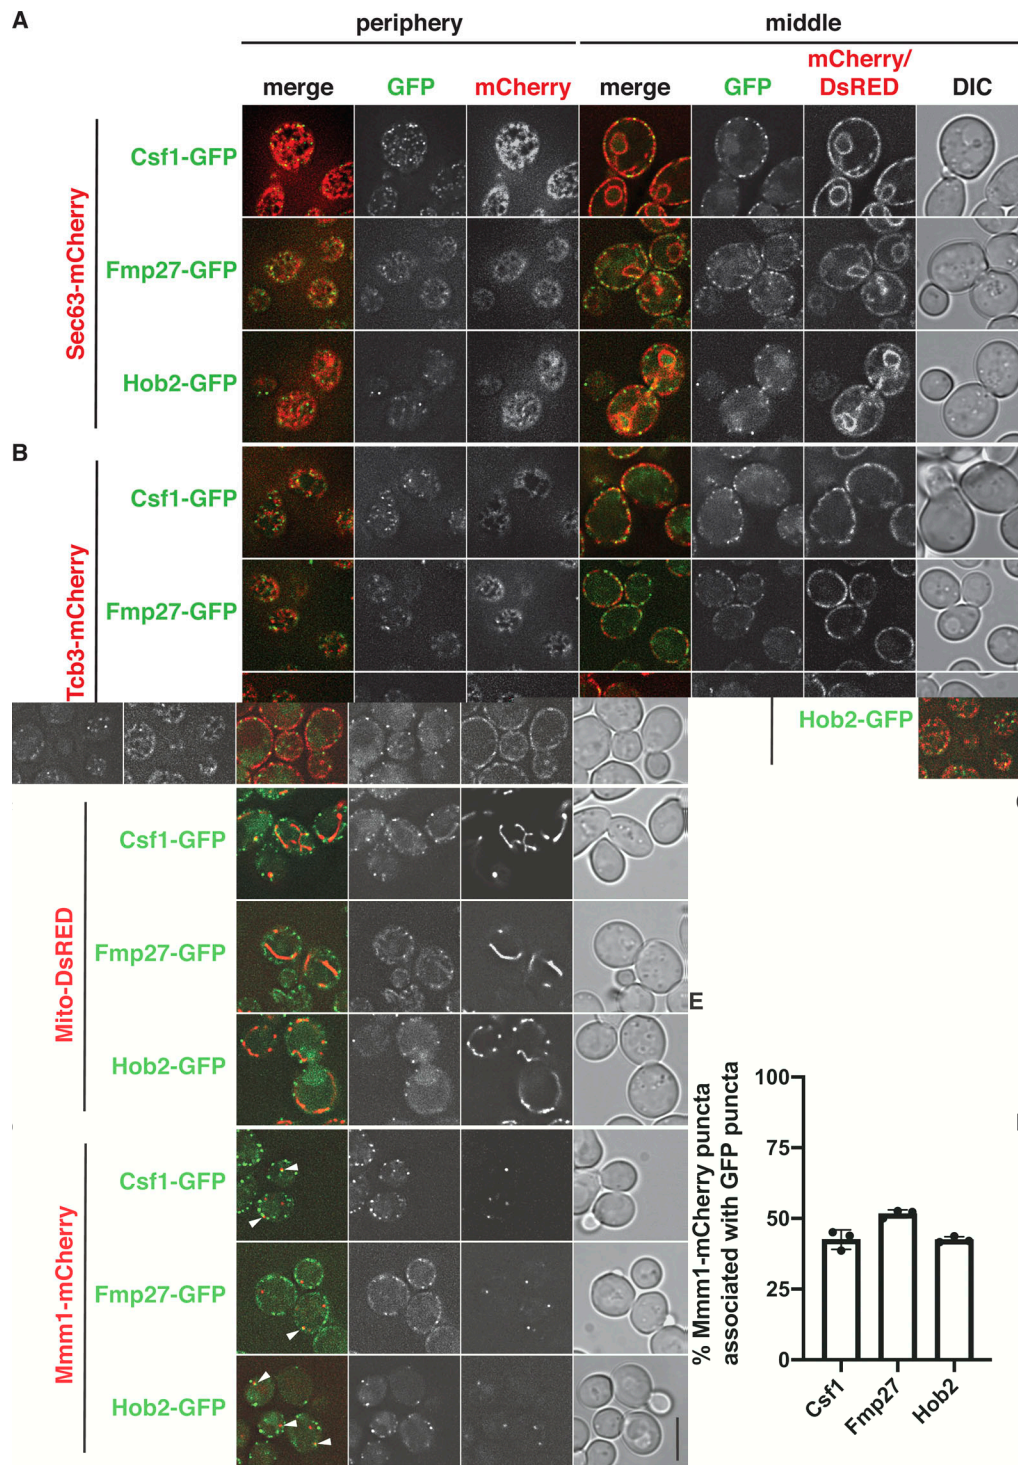 A
periphery
middle
merge
GFP
mCherry
merge
GFP
mCherry/
DsRED
DIC
Sec63-mCherry
Csf1-GFP
Fmp27-GFP
Hob2-GFP
B
Tcb3-mCherry
Csf1-GFP
Fmp27-GFP
Hob2-GFP
Mito-DsRED
Csf1-GFP
Fmp27-GFP
Hob2-GFP
Mmm1-mCherry
Csf1-GFP
Fmp27-GFP
Hob2-GFP
E
% Mmm1-mCherry puncta
associated with GFP puncta
100
75
50
25
0
Csf1
Fmp27
Hob2